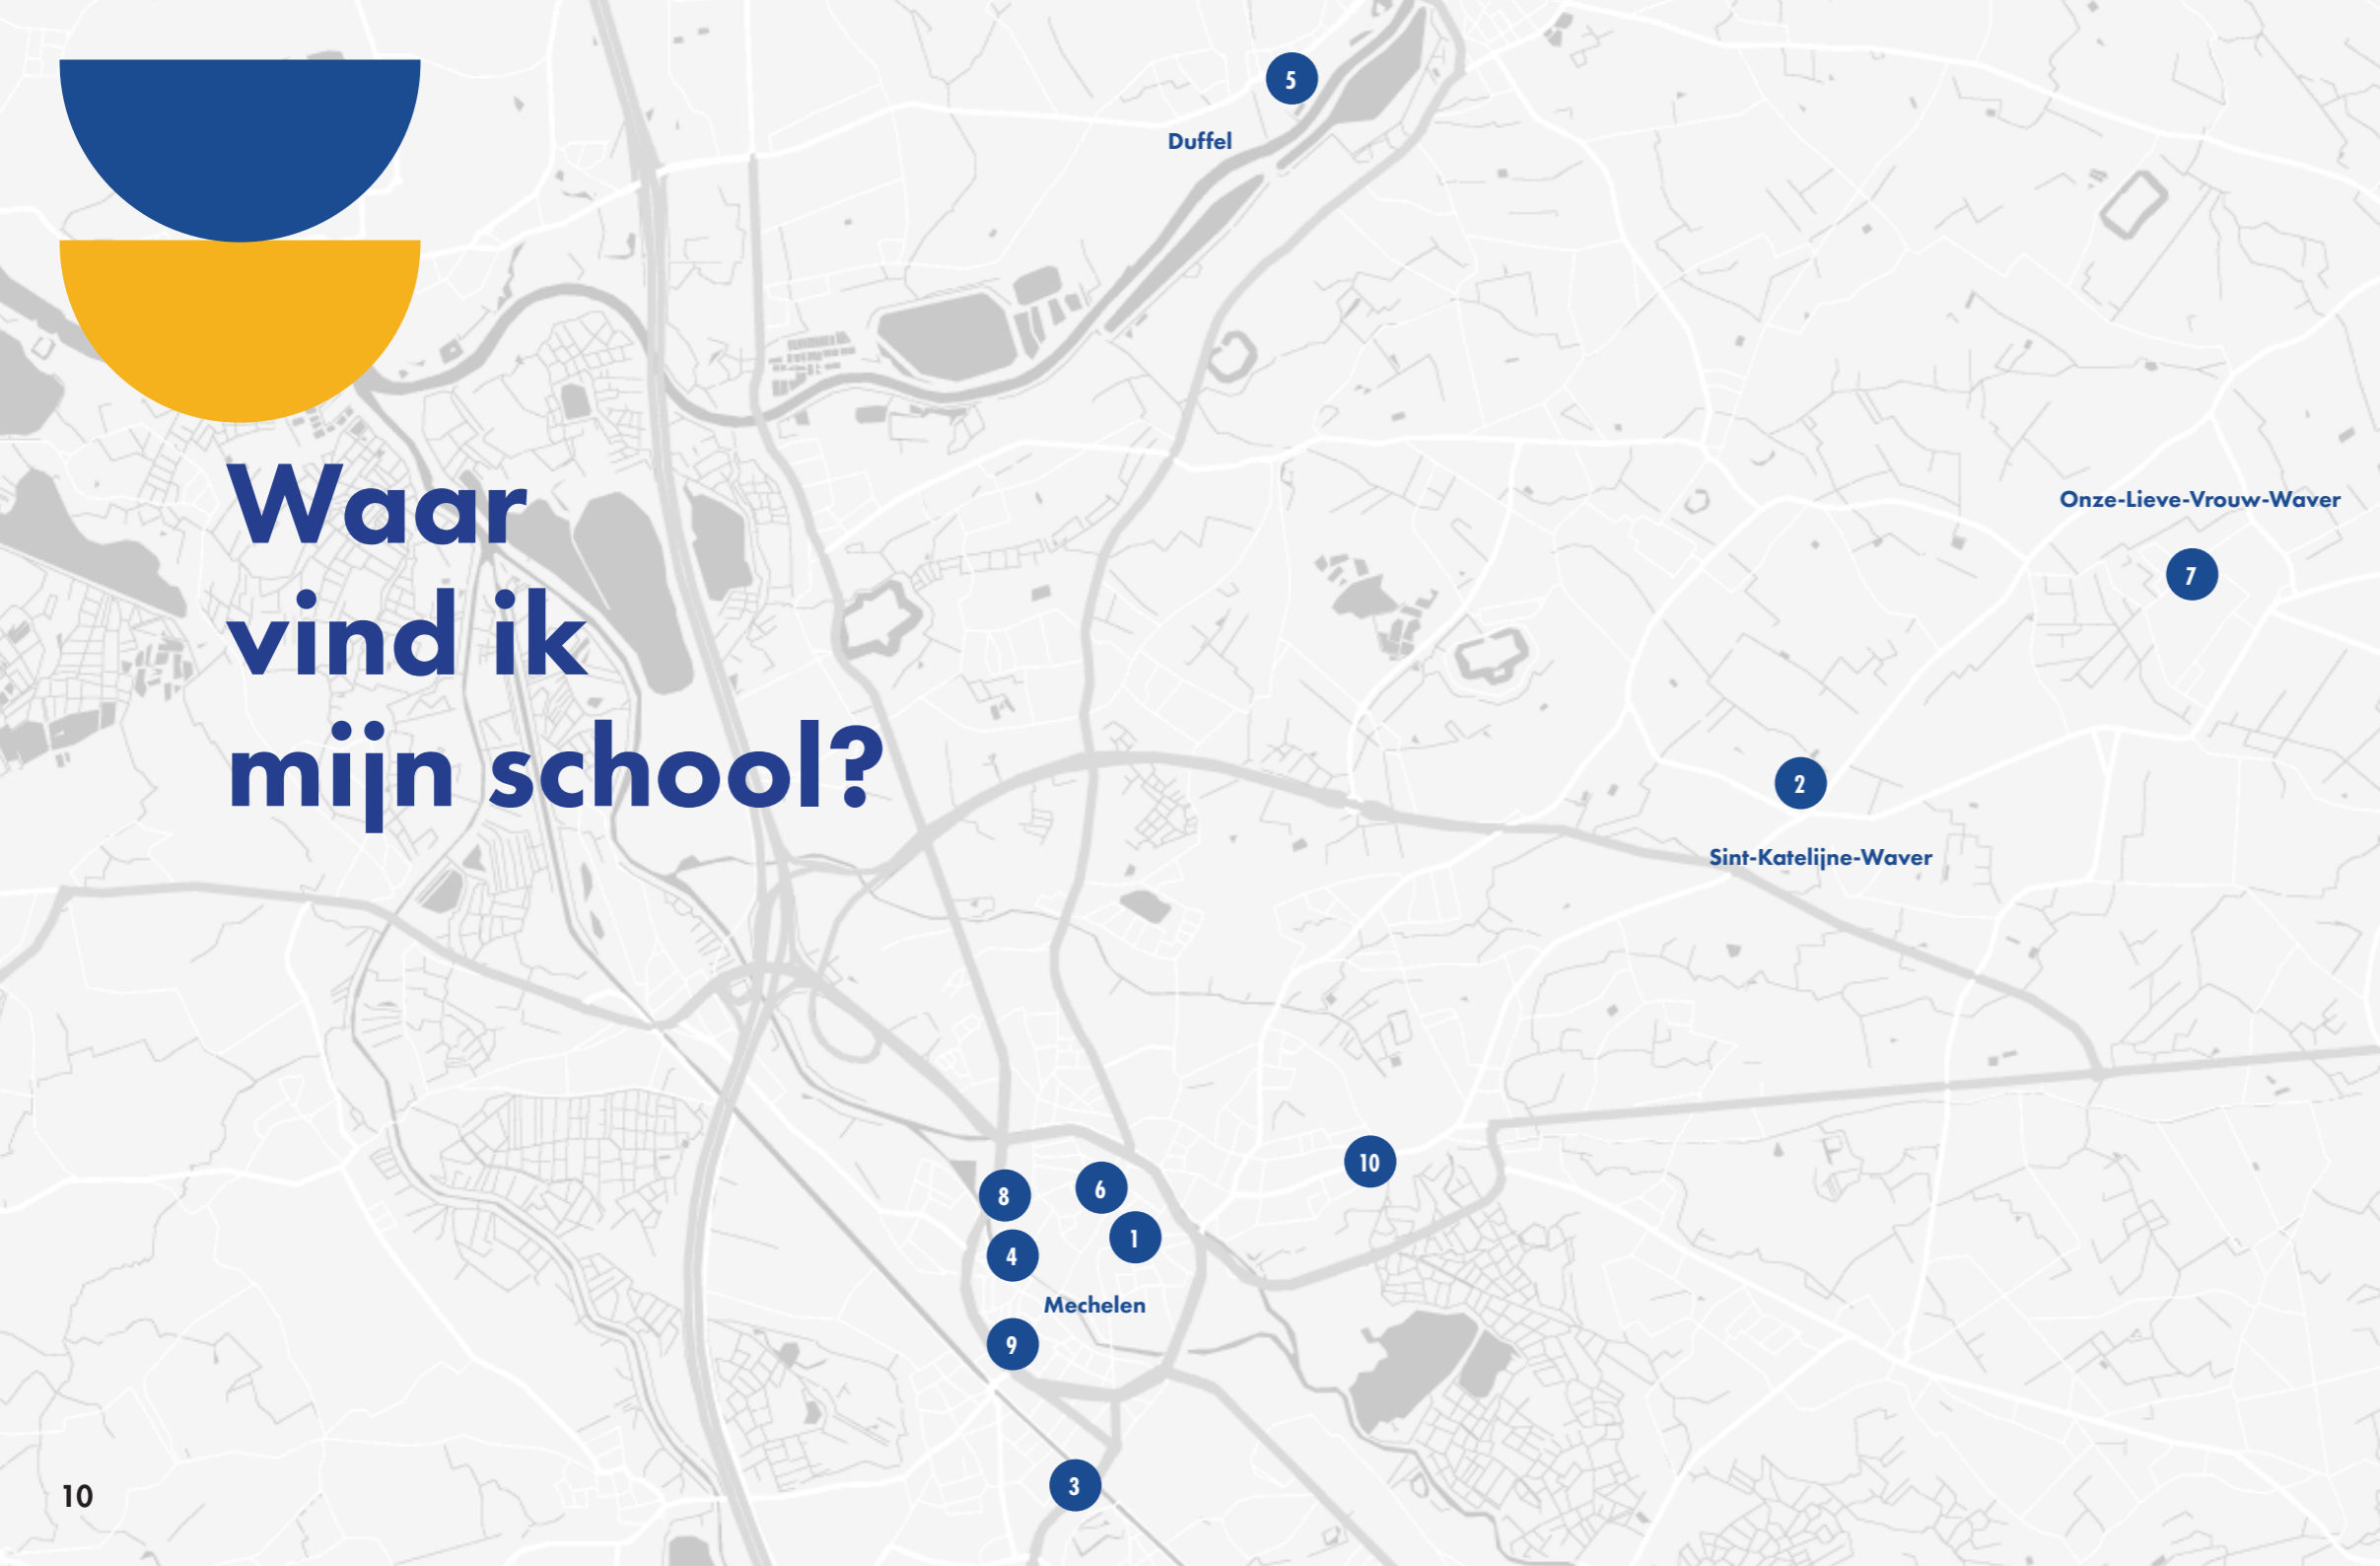 5
Duffel
Waar
vind ik
mijn school?
Onze-Lieve-Vrouw-Waver
7
2
Sint-Katelijne-Waver
10
8
6
1
4
Mechelen
9
3
10